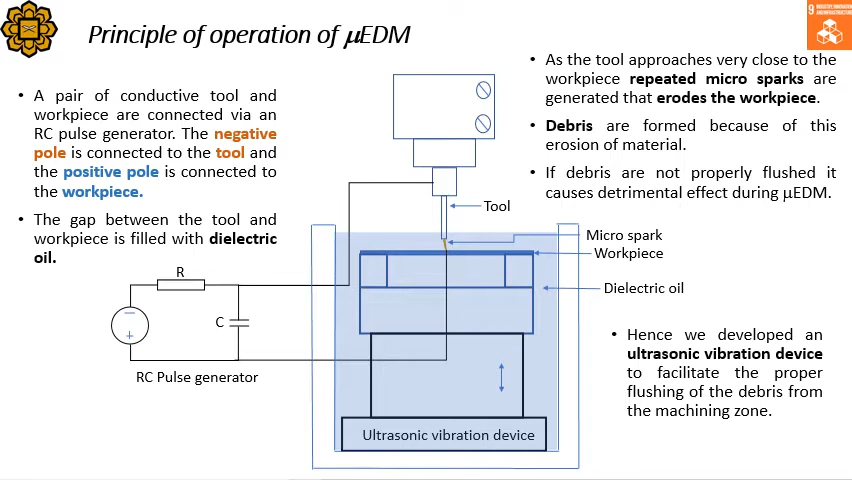 9 INDUSTRY, INNOVATION
AND INFRASTRUCTURE
Principle of operation of µEDM
• A pair of conductive tool and
workpiece are connected via an
RC pulse generator. The negative
pole is connected to the tool and
the positive pole is connected to
the workpiece.
• The gap between the tool and
workpiece is filled with dielectric
oil.
• As the tool approaches very close to the
workpiece repeated micro sparks are
generated that erodes the workpiece.
• Debris are formed because of this
erosion of material.
• If debris are not properly flushed it
causes detrimental effect during µEDM.
Tool
Micro spark
Workpiece
Dielectric oil
R
C
−
+
RC Pulse generator
• Hence we developed an
ultrasonic vibration device
to facilitate the proper
flushing of the debris from
the machining zone.
Ultrasonic vibration device